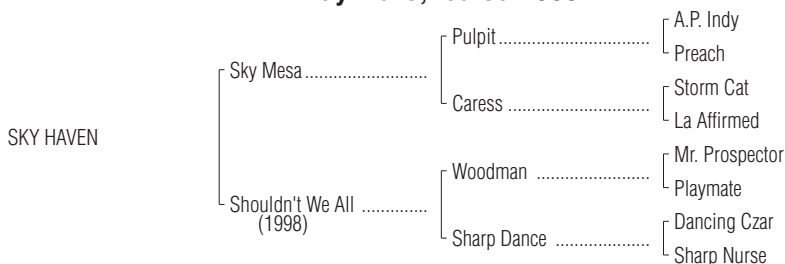 A.P. Indy
Pulpit
Preach
Sky Mesa
Storm Cat
Caress
La Affirmed
SKY HAVEN
Mr. Prospector
Woodman
Playmate
Shouldn't We All
(1998)
Dancing Czar
Sharp Dance
Sharp Nurse